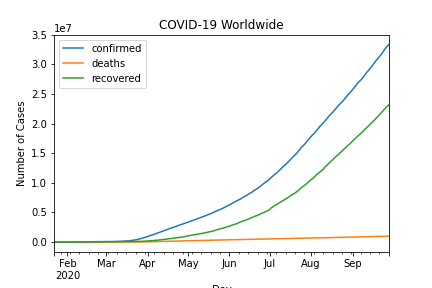 COVID-19 Worldwide
1e7
3.5
3.0
2.5
2.0
1.5
1.0
0.5
0.0
Number of Cases
confirmed
deaths
recovered
Feb Mar Apr May Jun Jul Aug Sep
2020